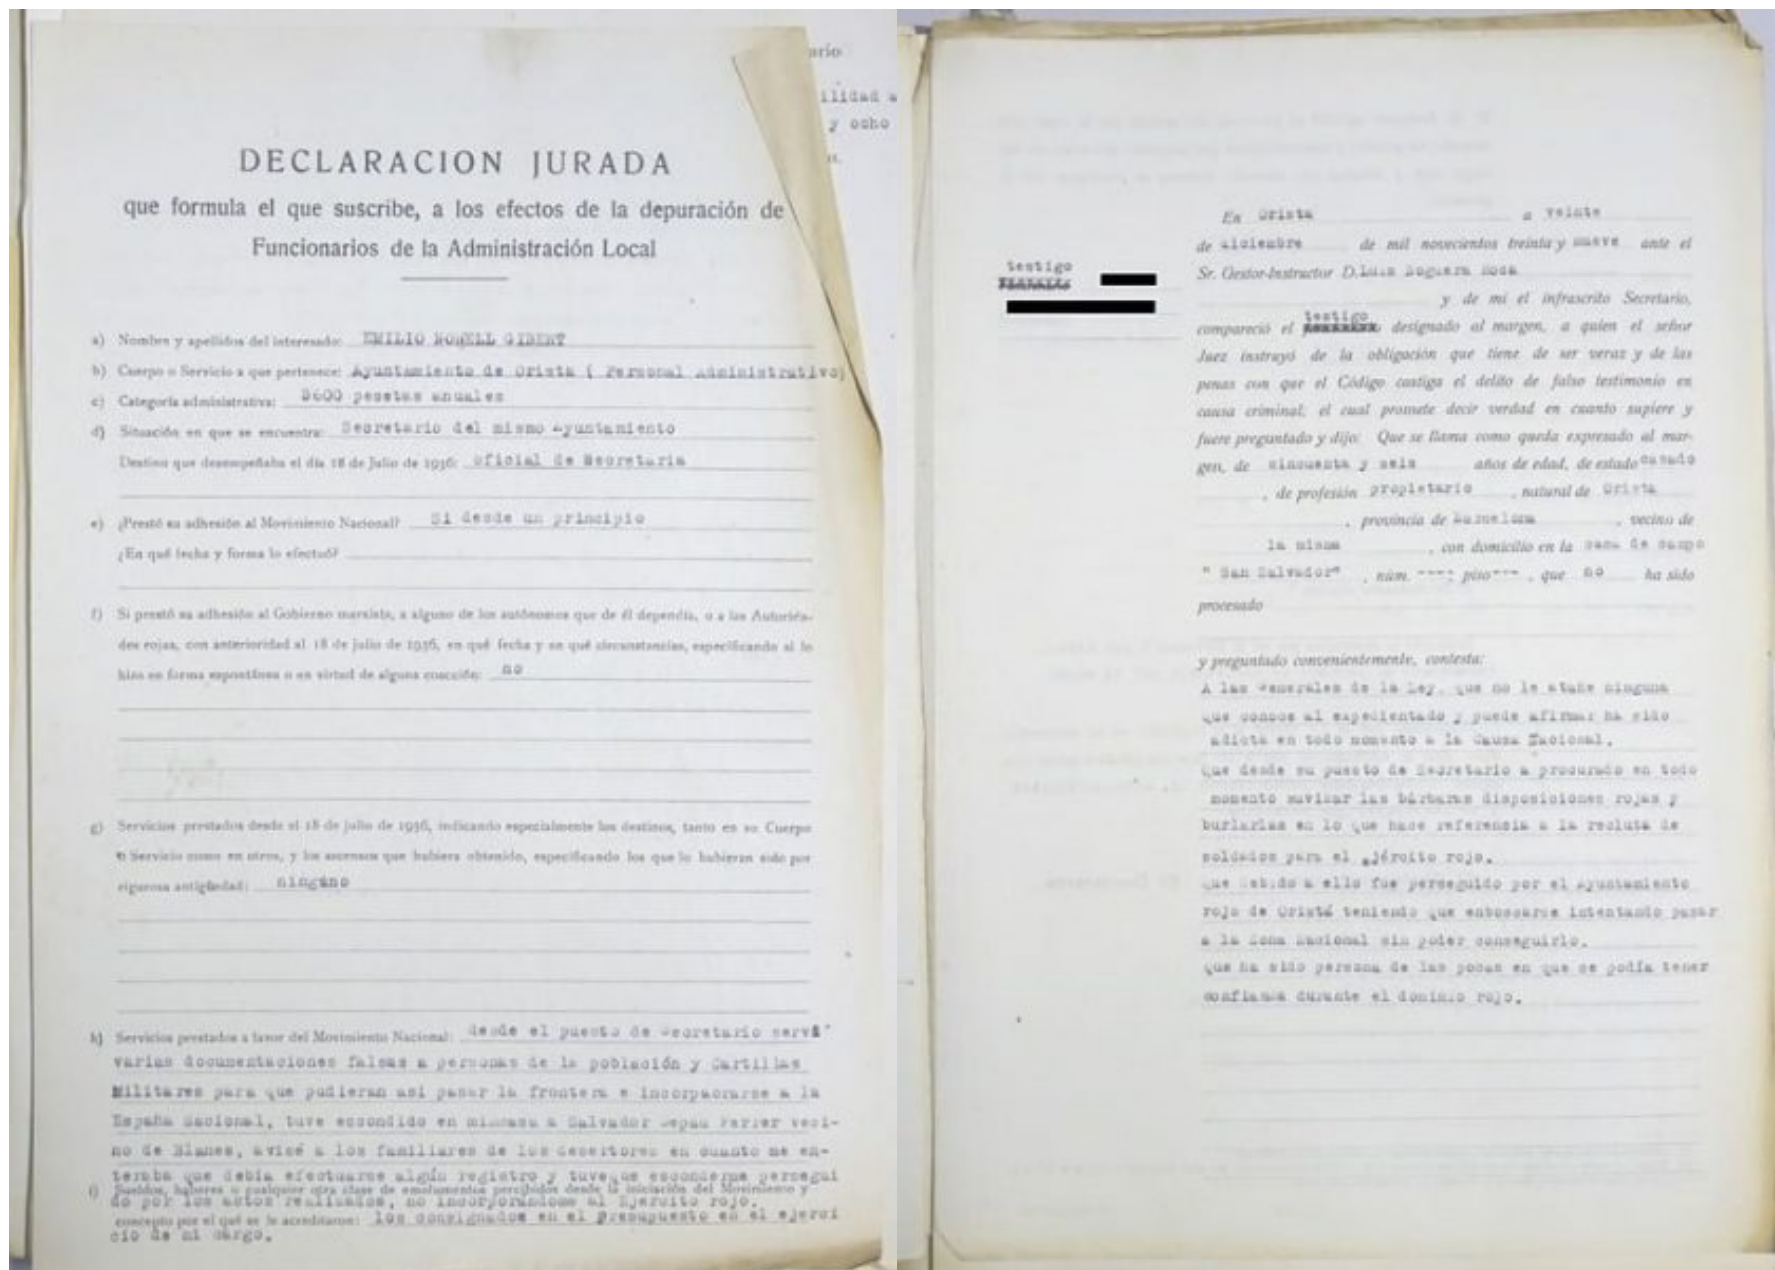 ario
ilidad a
y ocho
DECLARACION JURADA
que formula el que suscribe, a los efectos de la depuración de
Funcionarios de la Administración Local
a) Nombre y apellidos del interesado: EMILIO GIBERT
b) Cuerpo o Servicio a que pertenece: Ayuntamiento de Orista ( Personal Administrativo)
c) Categoría administrativa: 3600 pesetas anuales
d) Situación en que se encuentra: Secretario del mismo Ayuntamiento
Destino que desempeñaba el día 18 de Julio de 1936: oficial de Secretaria
e) ¿Prestó su adhesión al Movimiento Nacional? Si desde un principio
¿En qué fecha y forma lo efectuó?
f) Si prestó su adhesión al Gobierno marxista, a alguno de los autónomos que de él dependía, o a las Autorida-
des rojas, con anterioridad al 18 de julio de 1936, en qué fecha y en qué circunstancias, especificando si lo
hizo en forma espontánea o en virtud de alguna coacción: no
g) Servicios prestados desde el 18 de julio de 1936, indicando especialmente los destinos, tanto en su Cuerpo
o Servicio como en otros, y los ascensos que hubiera obtenido, especificando los que lo hubieran sido por
rigurosa antigüedad: ninguno
h) Servicios prestados a favor del Movimiento Nacional: desde el puesto de Secretario serví
varias documentaciones falsas a personas de la población y Cartillas
Militares para que pudieran asi pasar la frontera e incorpaorarse a la
España Nacional, tuve escondido en micasa a Salvador Ferrer veci-
no de Blanes, avisé a los familiares de los desertores en cuanto me en-
teraba que debía efectuarse algún registro y tuveque esconderme persegui
i) Sueldos, haberes o cualquier otra clase de emolumentos percibidos desde la iniciación del Movimiento y
do por los actos realizados, no incorporándome al Ejercito rojo.
concepto por el qué se le acreditaron: los consignados en el Presupuesto en el ejerci
cio de mi cargo.
En Orista a veinte
de diciembre de mil novecientos treinta y nueve ante el
testigo
Sr. Gestor-Instructor D.Luis Noguera
y de mi el infrascrito Secretario,
testigo
compareció el designado al margen, a quien el señor
Juez instruyó de la obligación que tiene de ser veraz y de las
penas con que el Código castiga el delito de falso testimonio en
causa criminal; el cual promete decir verdad en cuanto supiere y
fuere preguntado y dijo: Que se llama como queda expresado al mar-
gen, de cincuenta y seis años de edad, de estado casado
, de profesión propietario , natural de Orista
, provincia de Barcelona , vecino de
la misma , con domicilio en la casa de campo
" San Salvador" , núm. ----; piso--- , que no ha sido
procesado
y preguntado convenientemente, contesta:
A las Generales de la Ley, que no le atañe ninguna
que conoce al expedientado y puede afirmar ha sido
adicta en todo momento a la Causa Nacional.
Que desde su puesto de Secretario a procurado en todo
momento suvizar las bárbaras disposiciones rojas y
burlarlas en lo que hace referencia a la recluta de
soldados para el Ejército rojo.
que debido a ello fue perseguido por el Ayuntamiento
rojo de Oristá teniendo que emboscarse intentando pasar
a la Zona Nacional sin poder conseguirlo.
que ha sido persona de las pocas en que se podía tener
confianza durante el dominio rojo.